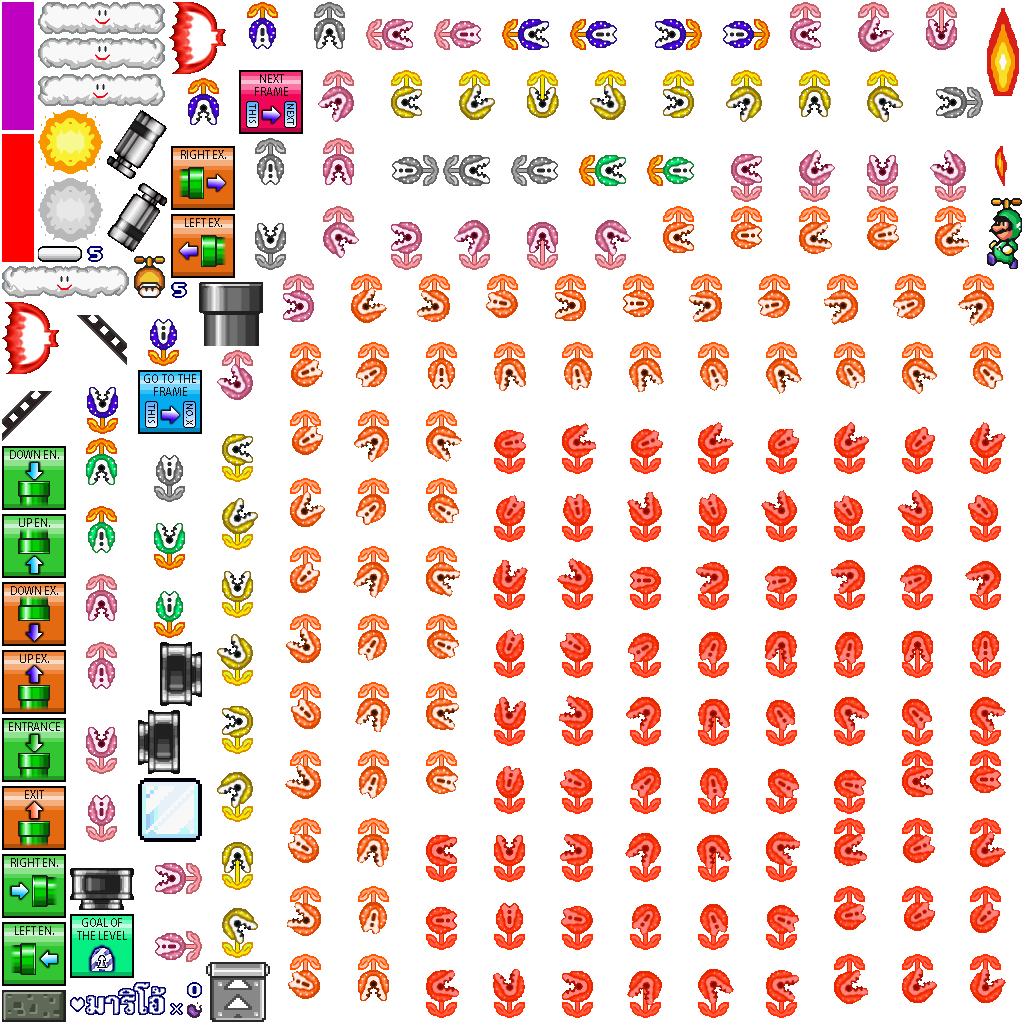 NEXT
FRAME
THIS
NEXT
RIGHT EX.
LEFT EX.
S
S
GO TO THE
FRAME
THIS
NO.X
DOWN EN.
UP EN.
DOWN EX.
UP EX.
ENTRANCE
EXIT
RIGHT EN.
LEFT EN.
GOAL OF
THE LEVEL
♥มาริโอ้ x 0